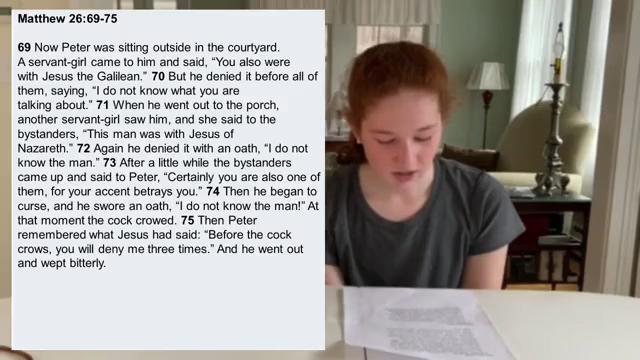 Matthew 26:69-75
69 Now Peter was sitting outside in the courtyard.
A servant-girl came to him and said, “You also were
with Jesus the Galilean.” 70 But he denied it before all of
them, saying, “I do not know what you are
talking about.” 71 When he went out to the porch,
another servant-girl saw him, and she said to the
bystanders, “This man was with Jesus of
Nazareth.” 72 Again he denied it with an oath, “I do not
know the man.” 73 After a little while the bystanders
came up and said to Peter, “Certainly you are also one of
them, for your accent betrays you.” 74 Then he began to
curse, and he swore an oath, “I do not know the man!” At
that moment the cock crowed. 75 Then Peter
remembered what Jesus had said: “Before the cock
crows, you will deny me three times.” And he went out
and wept bitterly.